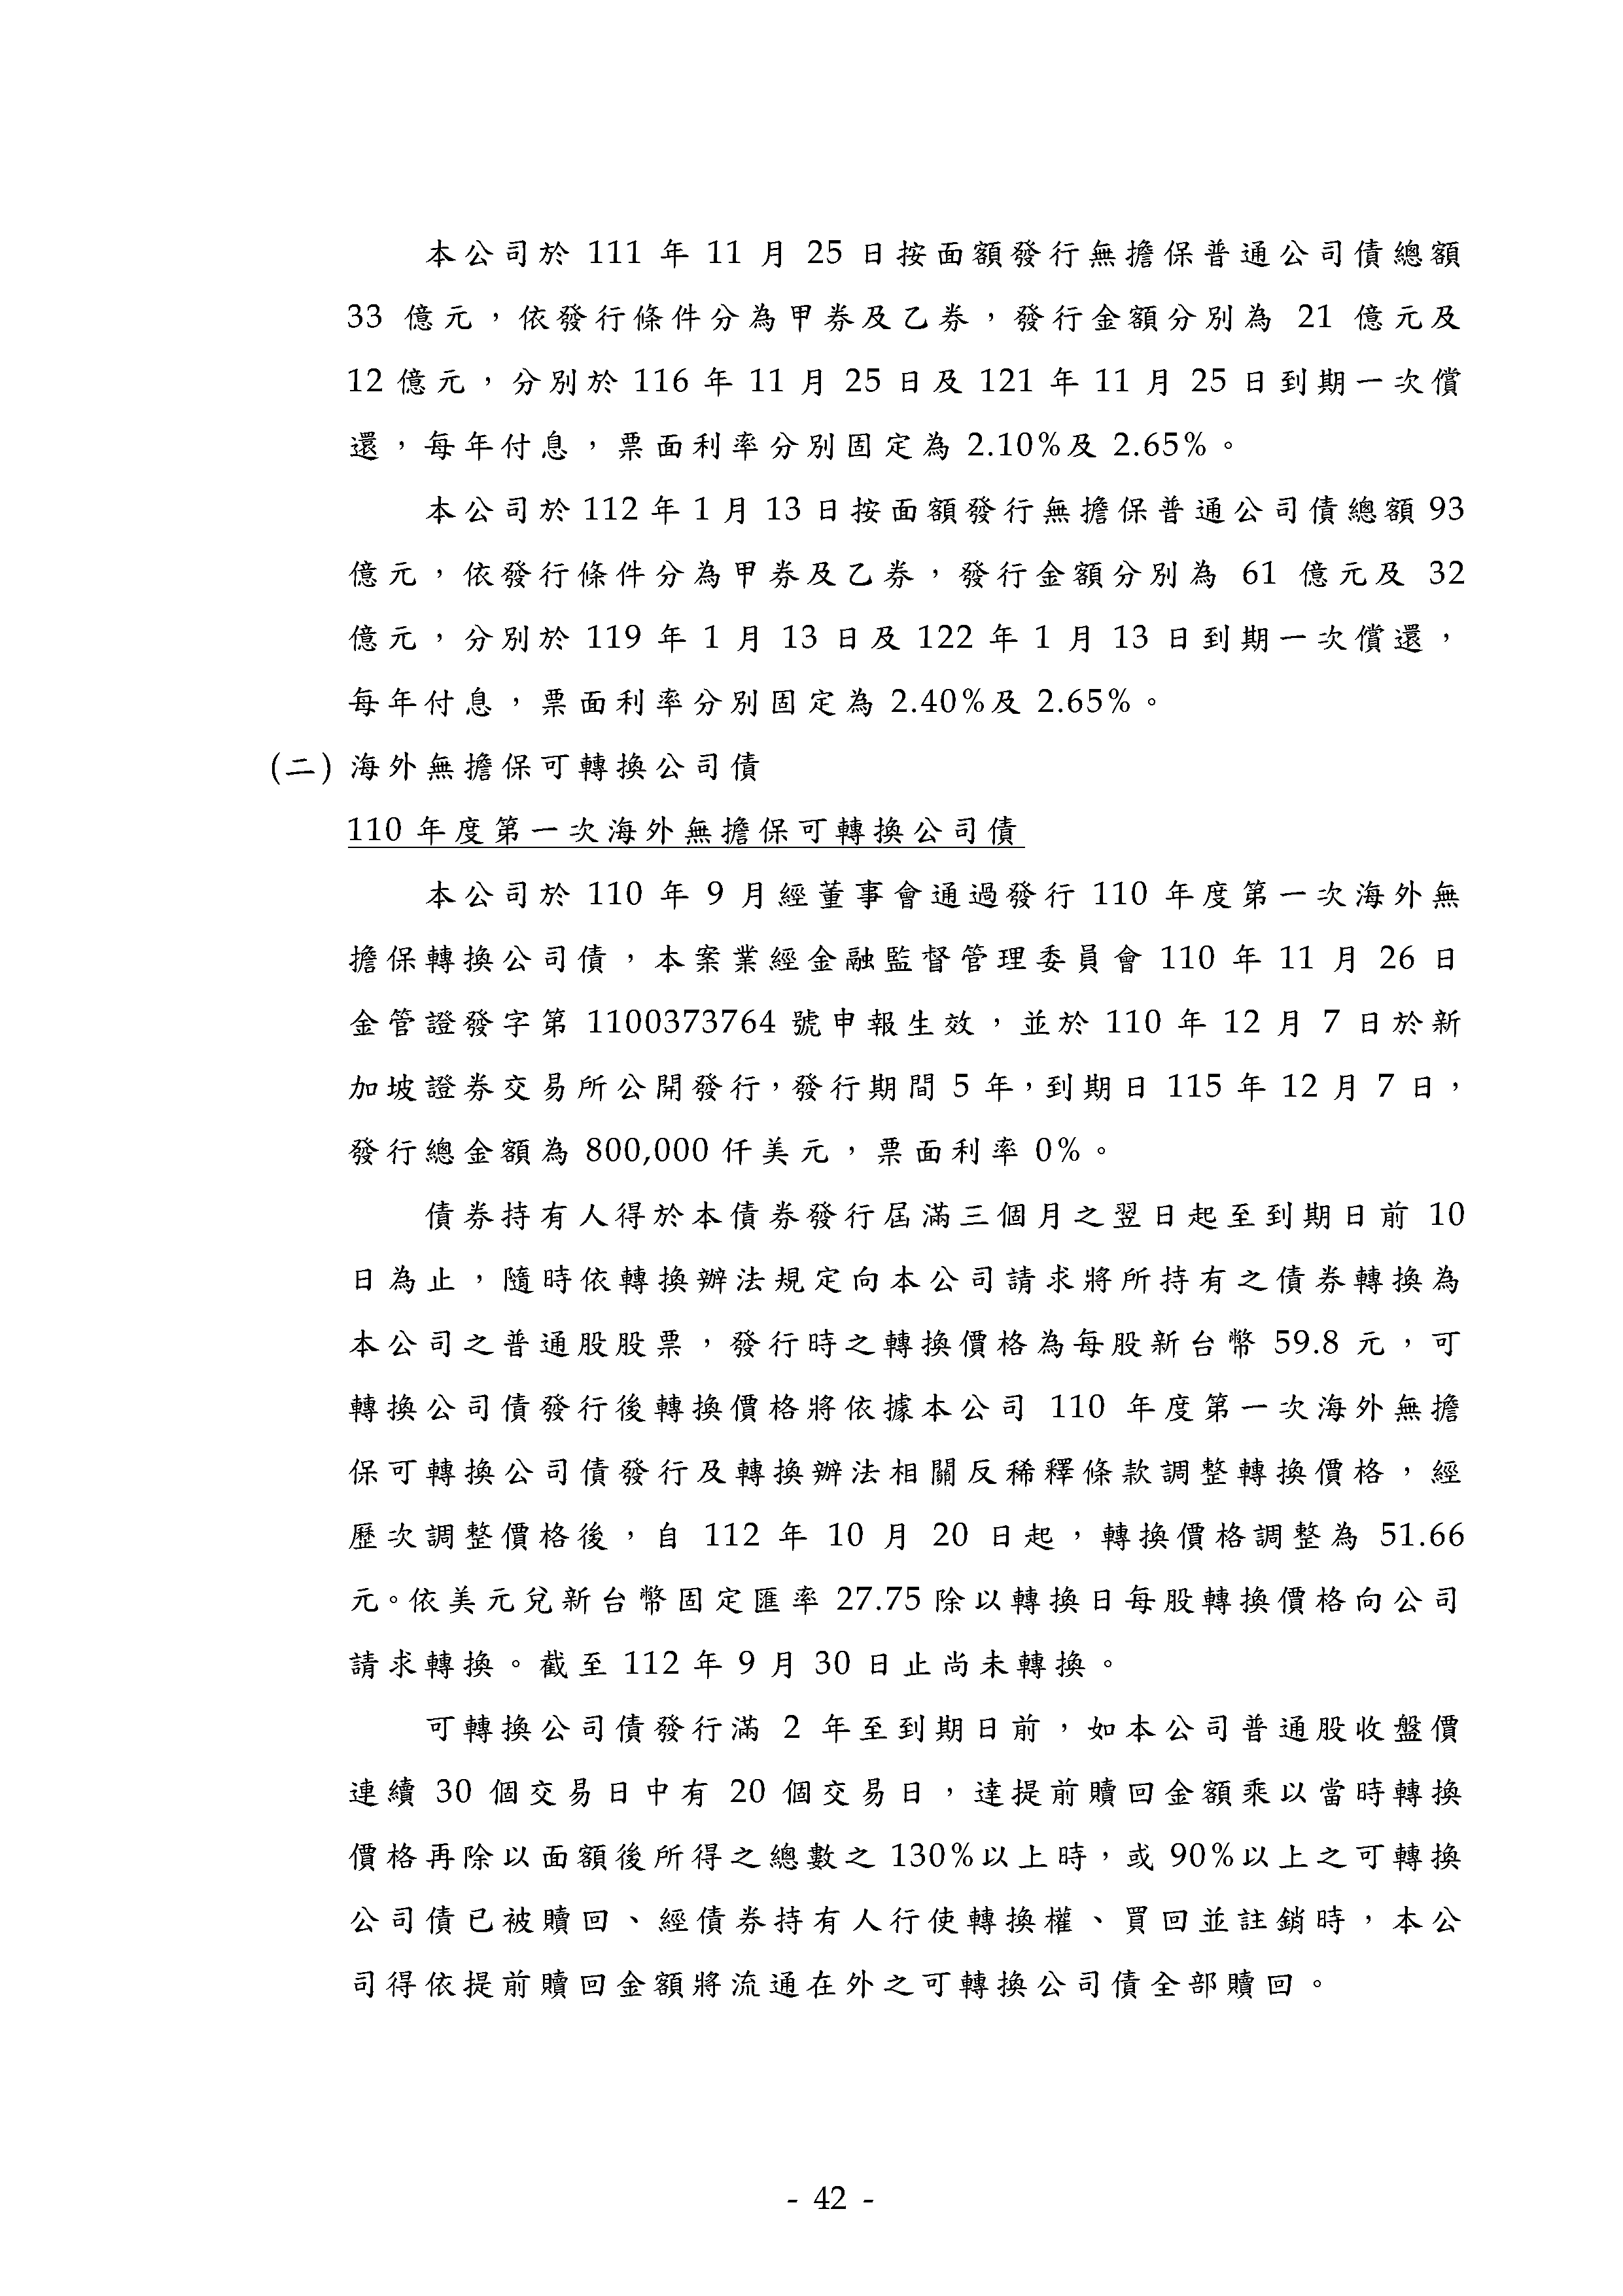 本公司於 111 年 11 月 25 日按面額發行無擔保普通公司債總額
33 億元，依發行條件分為甲券及乙券，發行金額分別為 21 億元及
12 億元，分別於 116 年 11 月 25 日及 121 年 11 月 25 日到期一次償
還，每年付息，票面利率分別固定為 2.10%及 2.65%。
本公司於 112 年 1 月 13 日按面額發行無擔保普通公司債總額 93
億元，依發行條件分為甲券及乙券，發行金額分別為 61 億元及 32
億元，分別於 119 年 1 月 13 日及 122 年 1 月 13 日到期一次償還，
每年付息，票面利率分別固定為 2.40%及 2.65%。
(二) 海外無擔保可轉換公司債
110 年度第一次海外無擔保可轉換公司債
本公司於 110 年 9 月經董事會通過發行 110 年度第一次海外無
擔保轉換公司債，本案業經金融監督管理委員會 110 年 11 月 26 日
金管證發字第 1100373764 號申報生效，並於 110 年 12 月 7 日於新
加坡證券交易所公開發行，發行期間 5 年，到期日 115 年 12 月 7 日，
發行總金額為 800,000 仟美元，票面利率 0%。
債券持有人得於本債券發行屆滿三個月之翌日起至到期日前 10
日為止，隨時依轉換辦法規定向本公司請求將所持有之債券轉換為
本公司之普通股股票，發行時之轉換價格為每股新台幣 59.8 元，可
轉換公司債發行後轉換價格將依據本公司 110 年度第一次海外無擔
保可轉換公司債發行及轉換辦法相關反稀釋條款調整轉換價格，經
歷次調整價格後，自 112 年 10 月 20 日起，轉換價格調整為 51.66
元。依美元兌新台幣固定匯率 27.75 除以轉換日每股轉換價格向公司
請求轉換。截至 112 年 9 月 30 日止尚未轉換。
可轉換公司債發行滿 2 年至到期日前，如本公司普通股收盤價
連續 30 個交易日中有 20 個交易日，達提前贖回金額乘以當時轉換
價格再除以面額後所得之總數之 130%以上時，或 90%以上之可轉換
公司債已被贖回、經債券持有人行使轉換權、買回並註銷時，本公
司得依提前贖回金額將流通在外之可轉換公司債全部贖回。
- 42 -